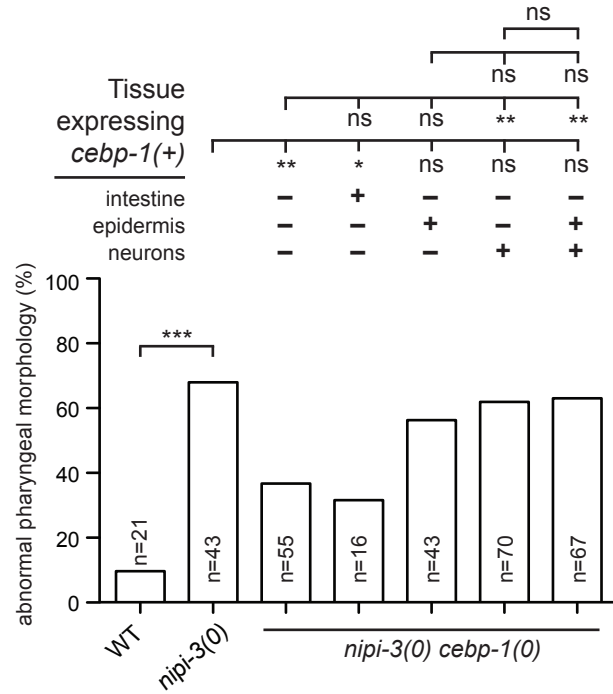 ns
ns ns
Tissue
expressing
cebp-1(+)
ns ns ** **
** * ns ns ns
intestine – + – – –
epidermis – – + – +
neurons – – – + +
abnormal pharyngeal morphology (%)
100
80
60
40
20
0
***
n=21
n=43
n=55
n=16
n=43
n=70
n=67
WT
nipi-3(0)
nipi-3(0) cebp-1(0)